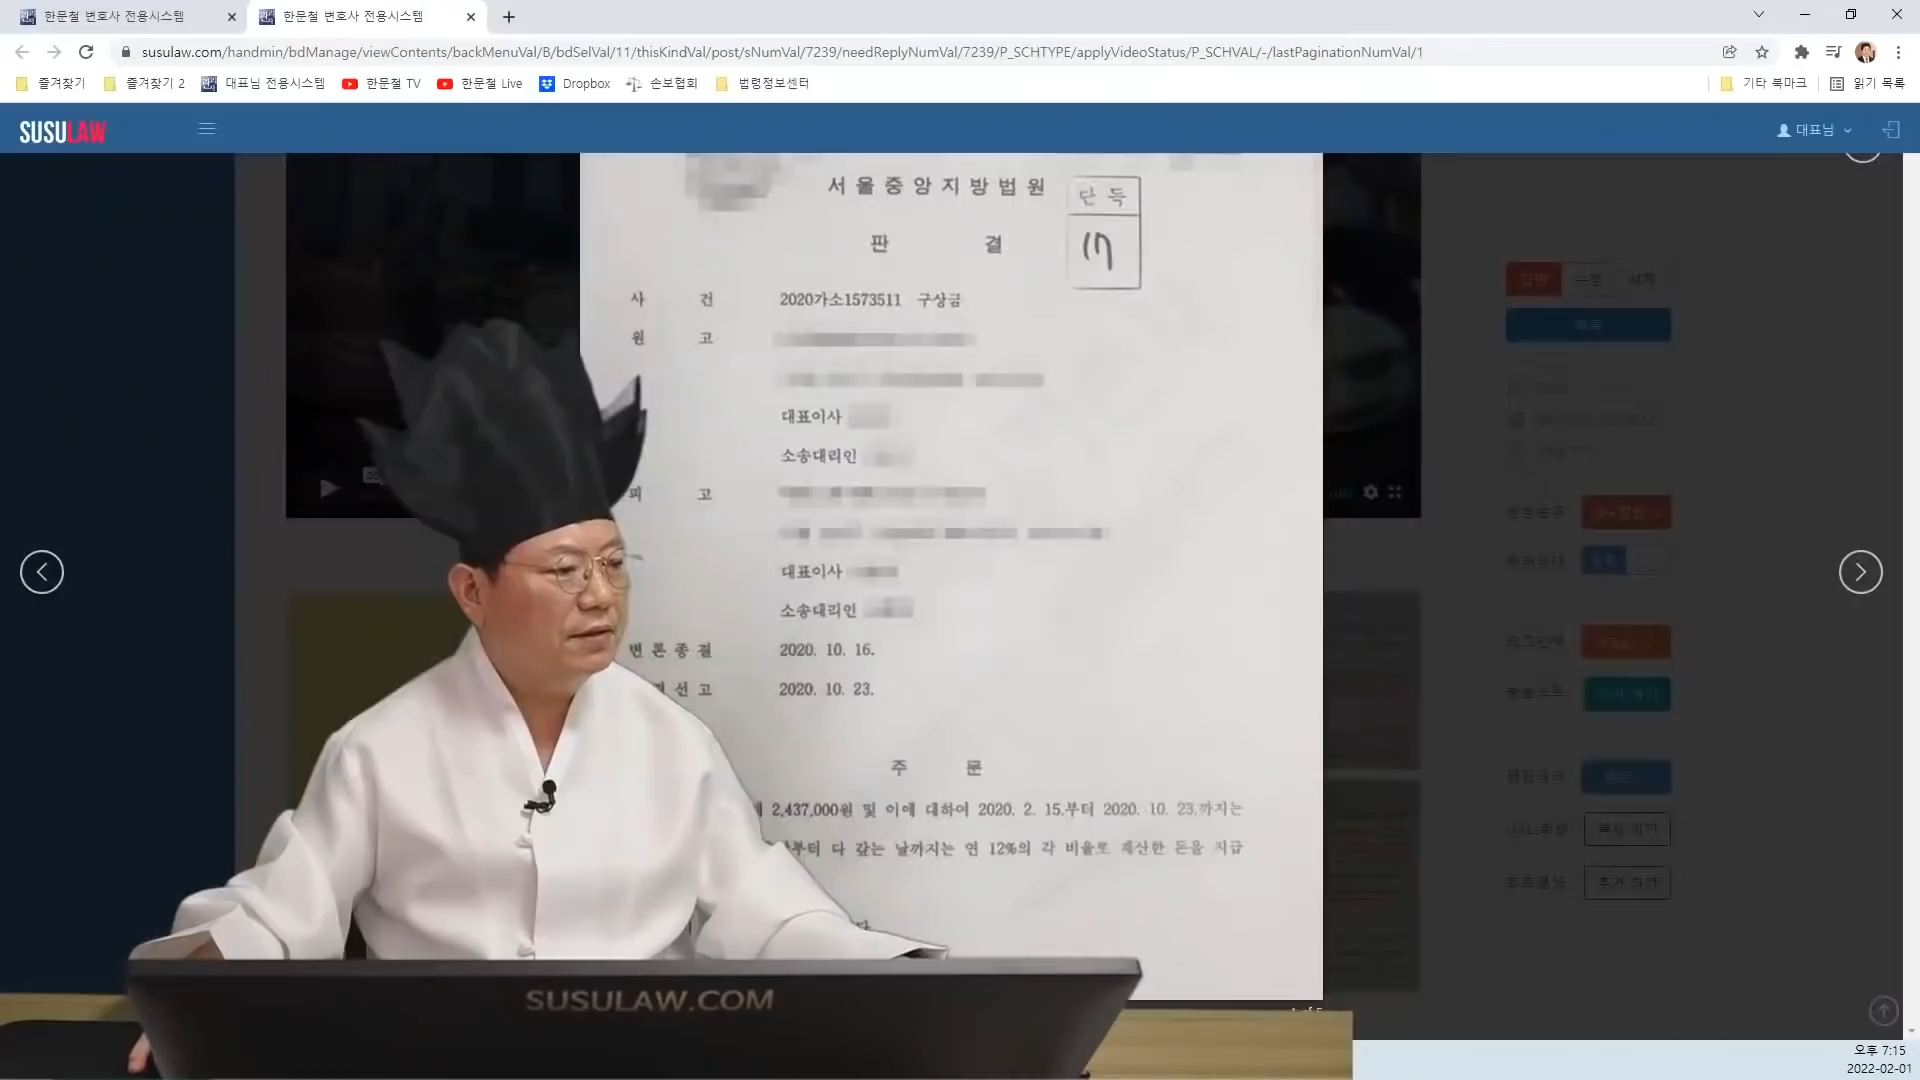 한문철 변호사 전용시스템
한문철 변호사 전용시스템
susulaw.com/handmin/bdManage/viewContents/backMenuVal/B/bdSelVal/11/thisKindVal/post/sNumVal/7239/needReplyNumVal/7239/P_SCHTYPE/applyVideoStatus/P_SCHVAL/-/lastPaginationNumVal/1
즐겨찾기 즐겨찾기 2 대표님 전용시스템 한문철 TV 한문철 Live Dropbox 손보협회 법령정보센터 기타 북마크 읽기 목록
SUSULAW 대표님
서울중앙지방법원
단독
17
판 결
사 건 2020가소1573511 구상금
원 고
대표이사
소송대리인
피 고
대표이사
소송대리인
변론종결 2020. 10. 16.
선고 2020. 10. 23.
주 문
2,437,000원 및 이에 대하여 2020. 2. 15.부터 2020. 10. 23.까지는
부터 다 갚는 날까지는 연 12%의 각 비율로 계산한 돈을 지급
다
SUSULAW.COM
오후 7:15
2022-02-01